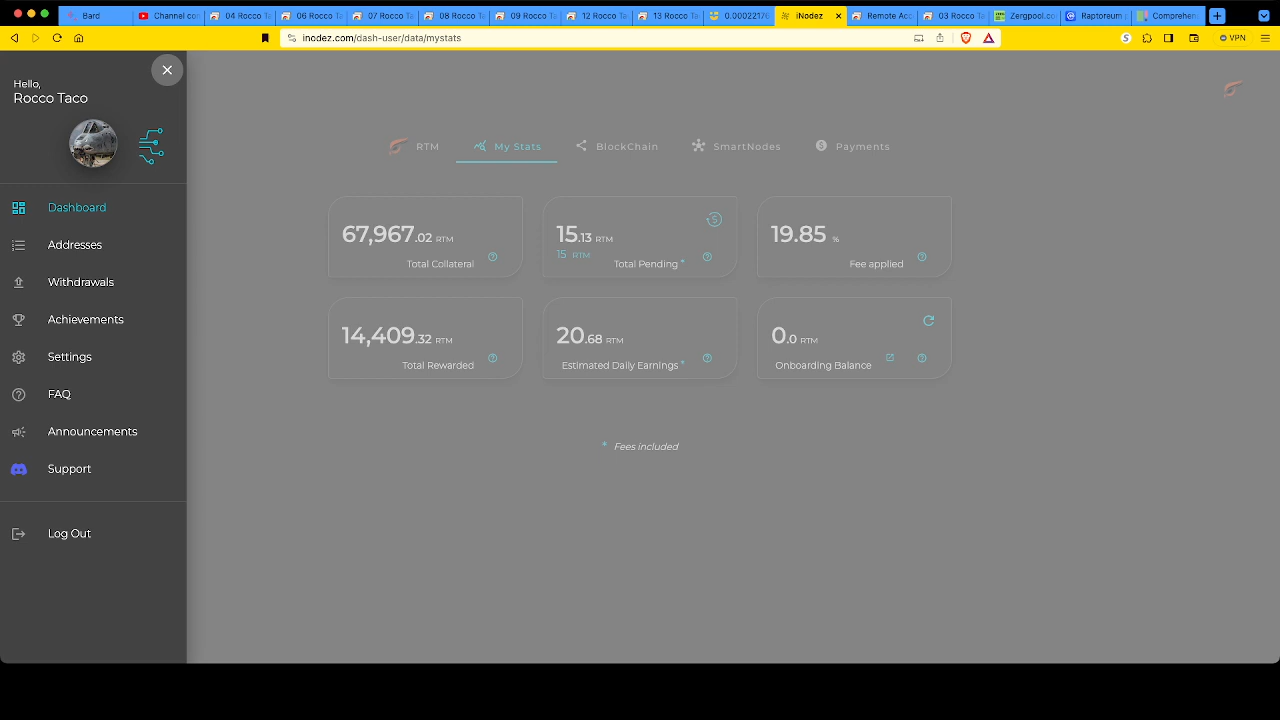 Bard
Channel con
04 Rocco Ta
06 Rocco Ta
07 Rocco Ta
08 Rocco Ta
09 Rocco Ta
12 Rocco Ta
13 Rocco Ta
0.00022170
iNodez
Remote Acc
03 Rocco Ta
Zergpool.co
Raptoreum
Comprehen
inodez.com/dash-user/data/mystats
VPN
Hello,
Rocco Taco
Dashboard
Addresses
Withdrawals
Achievements
Settings
FAQ
Announcements
Support
Log Out
RTM
My Stats
BlockChain
SmartNodes
Payments
67,967.02 RTM
Total Collateral
15.13 RTM
15 RTM
Total Pending *
19.85 %
Fee applied
14,409.32 RTM
Total Rewarded
20.68 RTM
Estimated Daily Earnings *
0.0 RTM
Onboarding Balance
* Fees included